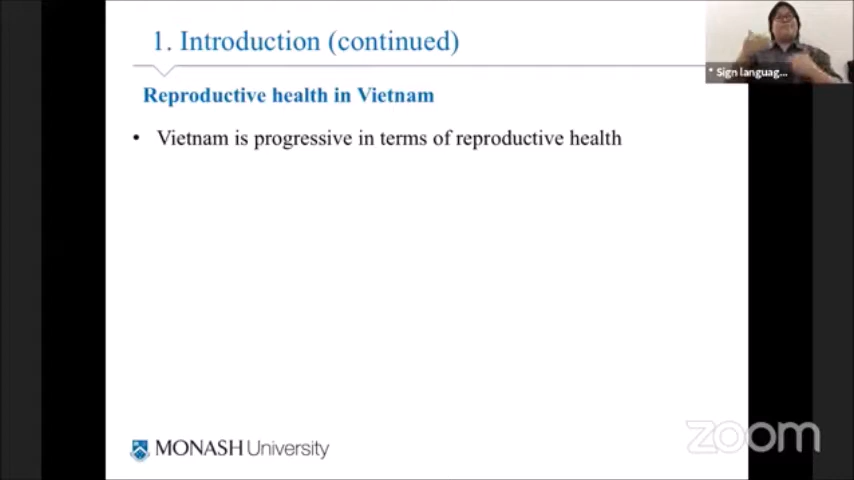 1. Introduction (continued)
* Sign languag...
Reproductive health in Vietnam
• Vietnam is progressive in terms of reproductive health
MONASH University
zoom